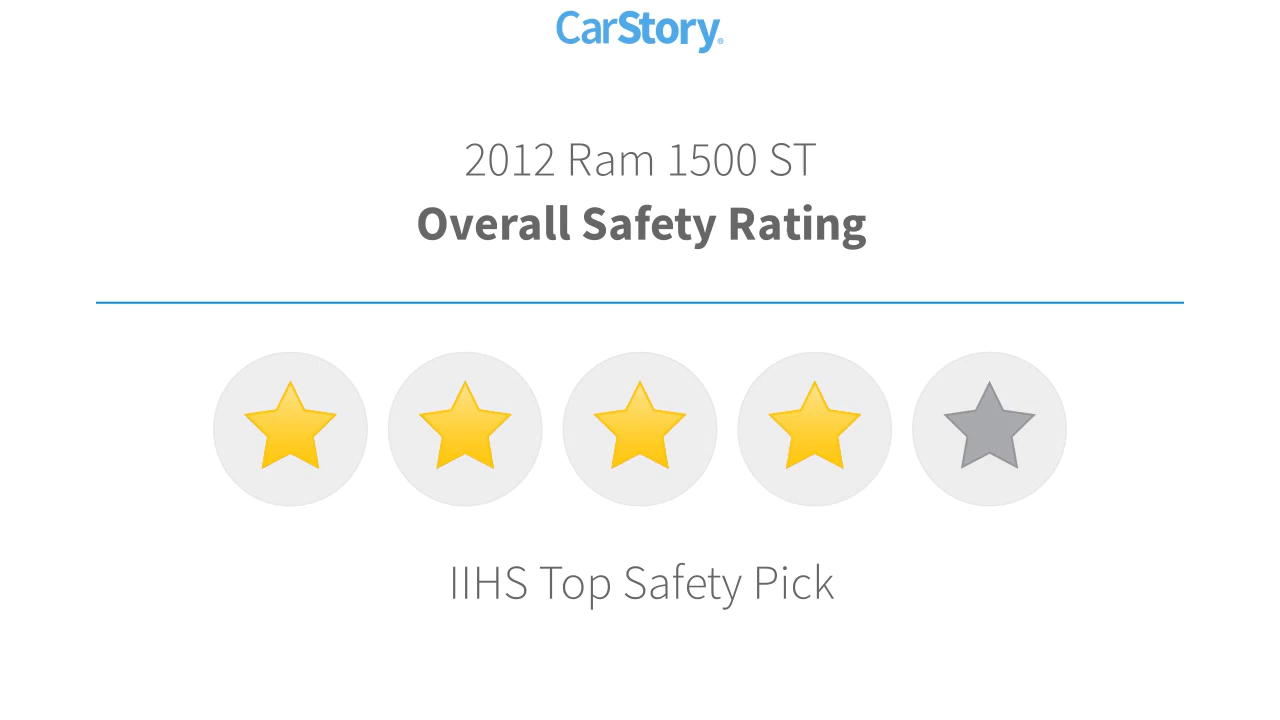 CarStory®
2012 Ram 1500 ST
Overall Safety Rating
IIHS Top Safety Pick